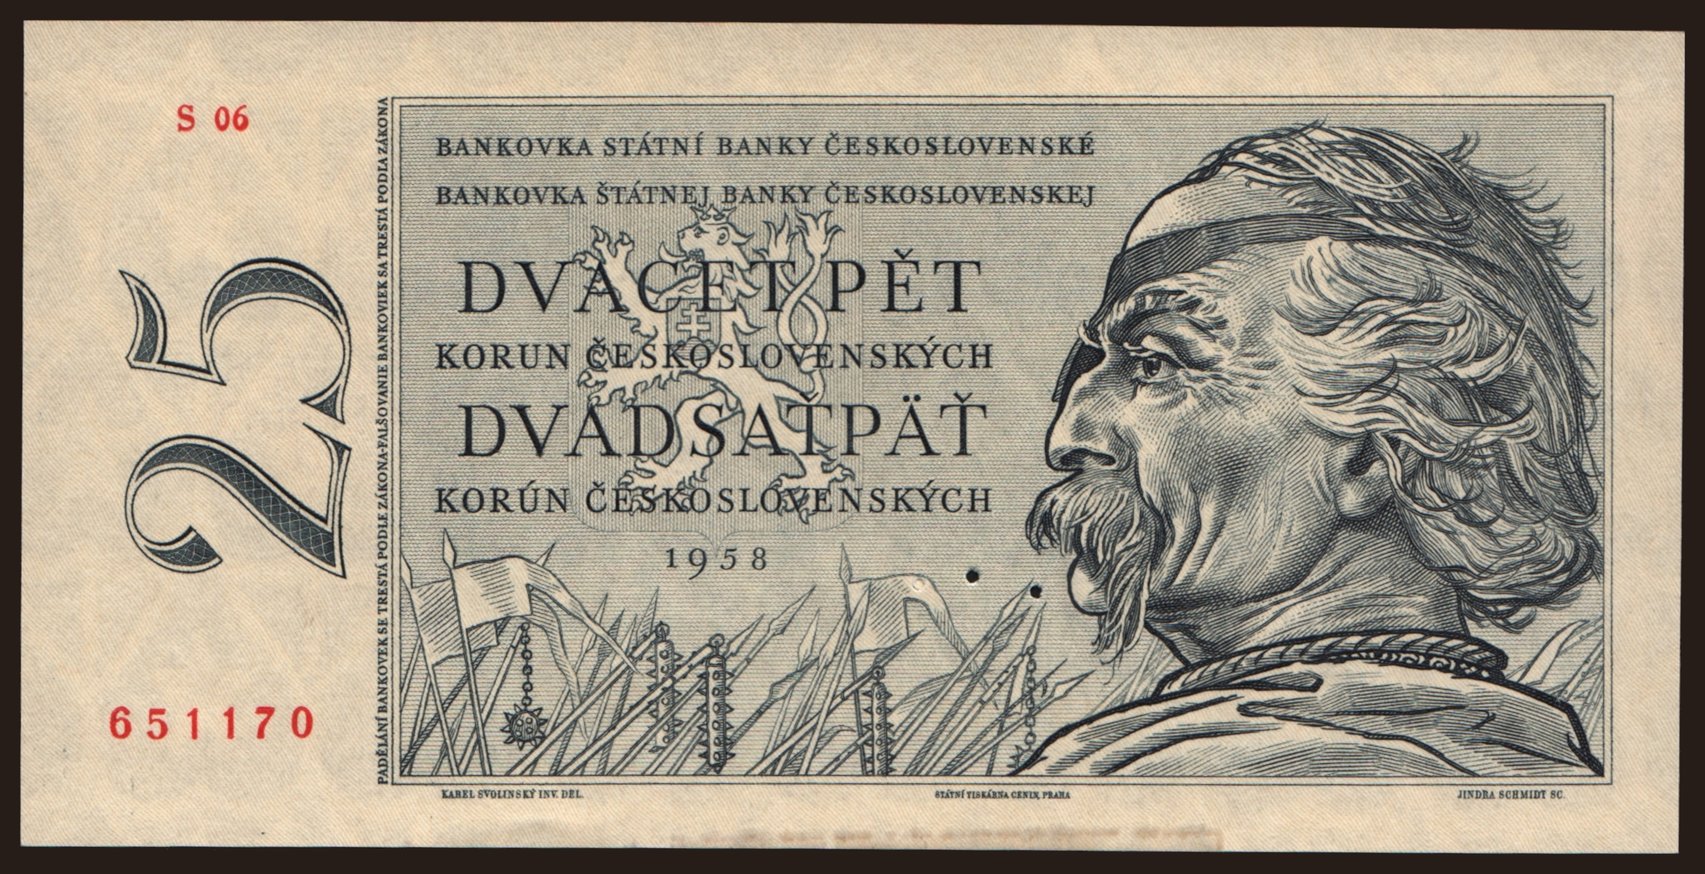 S 06
25
651170
PADĚLÁNÍ BANKOVEK SE TRESTÁ PODLE ZÁKONA-FALŠOVANIE BANKOVIEK SA TRESTÁ PODĽA ZÁKONA
BANKOVKA STÁTNÍ BANKY ČESKOSLOVENSKÉ
BANKOVKA ŠTÁTNEJ BANKY ČESKOSLOVENSKEJ
DVACET PĚT
KORUN ČESKOSLOVENSKÝCH
DVADSAŤPÄŤ
KORÚN ČESKOSLOVENSKÝCH
1958
KAREL SVOLINSKÝ INV. DEL.
STÁTNÍ TISKÁRNA CENIN, PRAHA
JINDRA SCHMIDT SC.